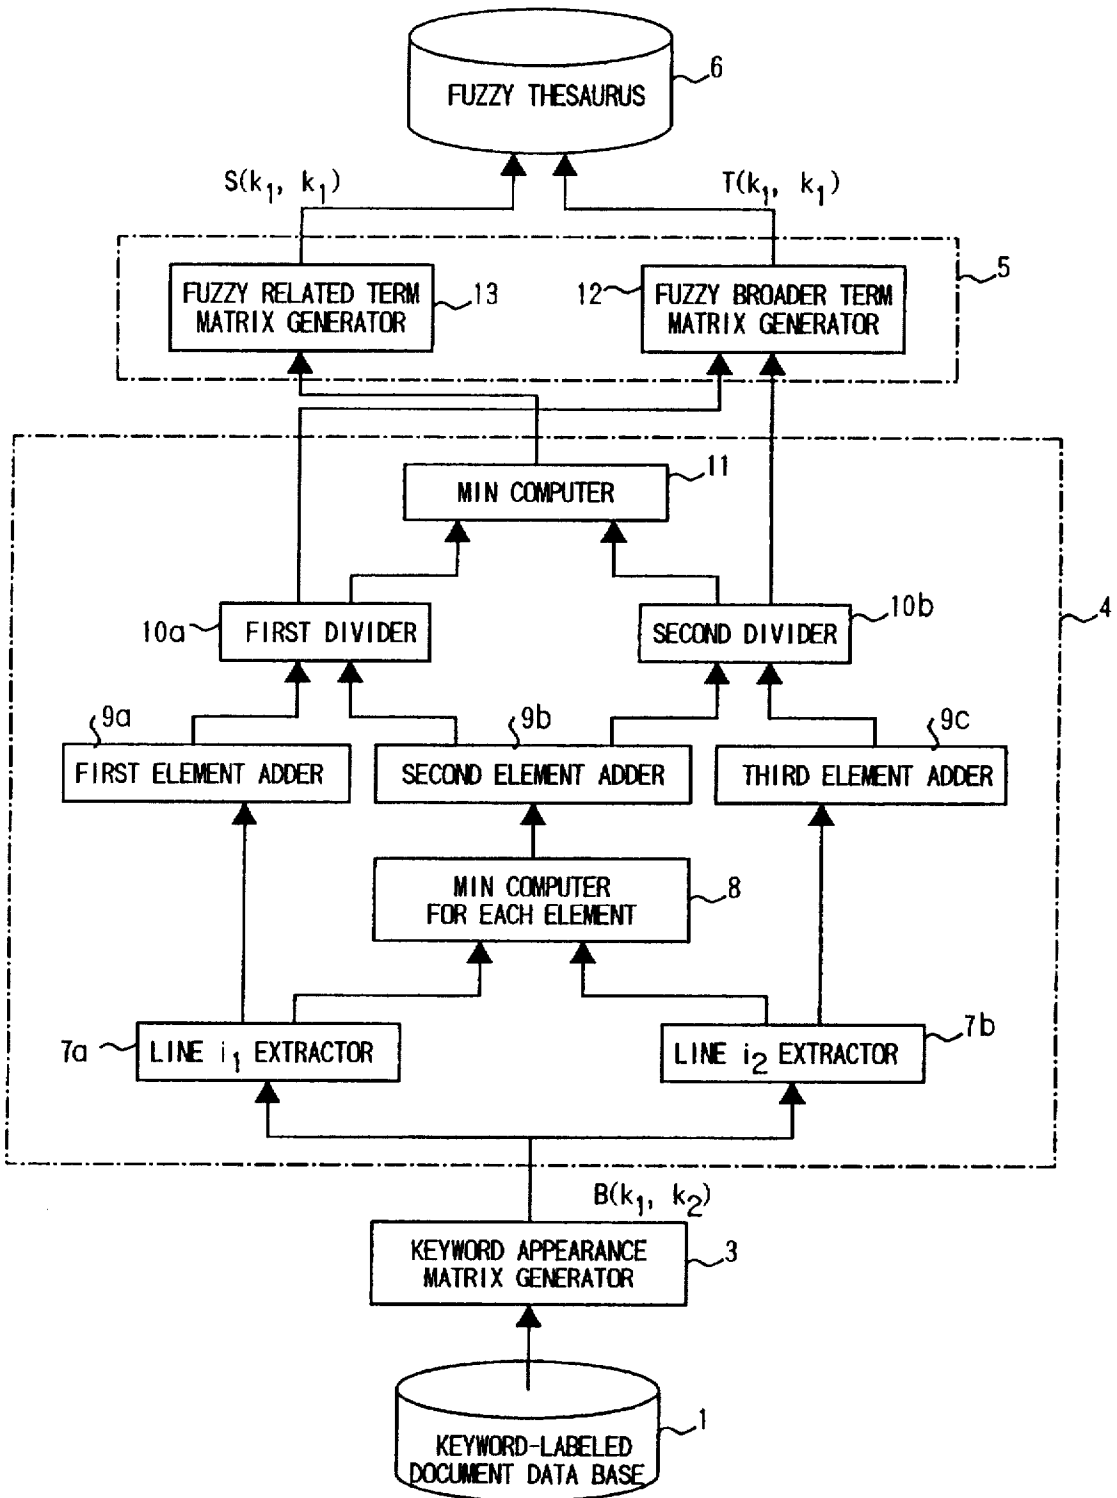 6
FUZZY THESAURUS
S(k1, k1)
T(k1, k1)
5
FUZZY RELATED TERM
MATRIX GENERATOR
13
12
FUZZY BROADER TERM
MATRIX GENERATOR
11
MIN COMPUTER
10a
FIRST DIVIDER
SECOND DIVIDER
10b
4
9a
9b
9c
FIRST ELEMENT ADDER
SECOND ELEMENT ADDER
THIRD ELEMENT ADDER
MIN COMPUTER
FOR EACH ELEMENT
8
7a
LINE i1 EXTRACTOR
LINE i2 EXTRACTOR
7b
B(k1, k2)
KEYWORD APPEARANCE
MATRIX GENERATOR
3
1
KEYWORD-LABELED
DOCUMENT DATA BASE